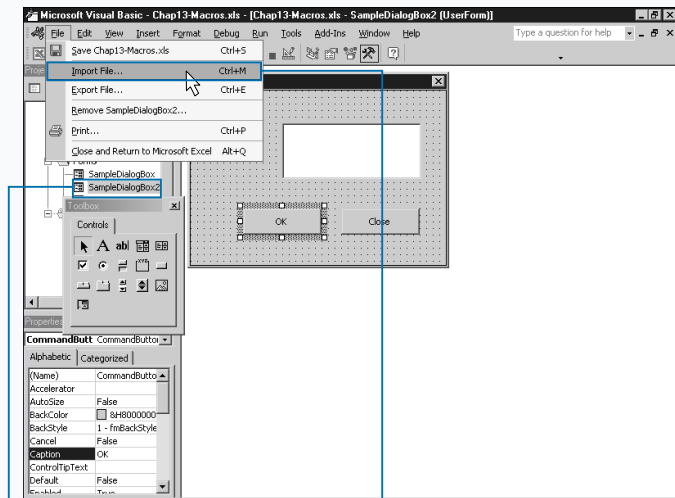 Microsoft Visual Basic - Chap13-Macros.xls - [Chap13-Macros.xls - SampleDialogBox2 (UserForm)]
File Edit View Insert Format Debug Run Tools Add-Ins Window Help
Type a question for help
Save Chap13-Macros.xls Ctrl+S
Import File... Ctrl+M
Export File... Ctrl+E
Remove SampleDialogBox2...
Print... Ctrl+P
Close and Return to Microsoft Excel Alt+Q
Forms
SampleDialogBox
SampleDialogBox2
Toolbox
Controls
A
ab
xyz
OK
Close
CommandButt CommandButto
Alphabetic Categorized
(Name) CommandButto
Accelerator
AutoSize False
BackColor &H8000000
BackStyle 1 - fmBackStyle
Cancel False
Caption OK
ControlTipText
Default False
Enabled True